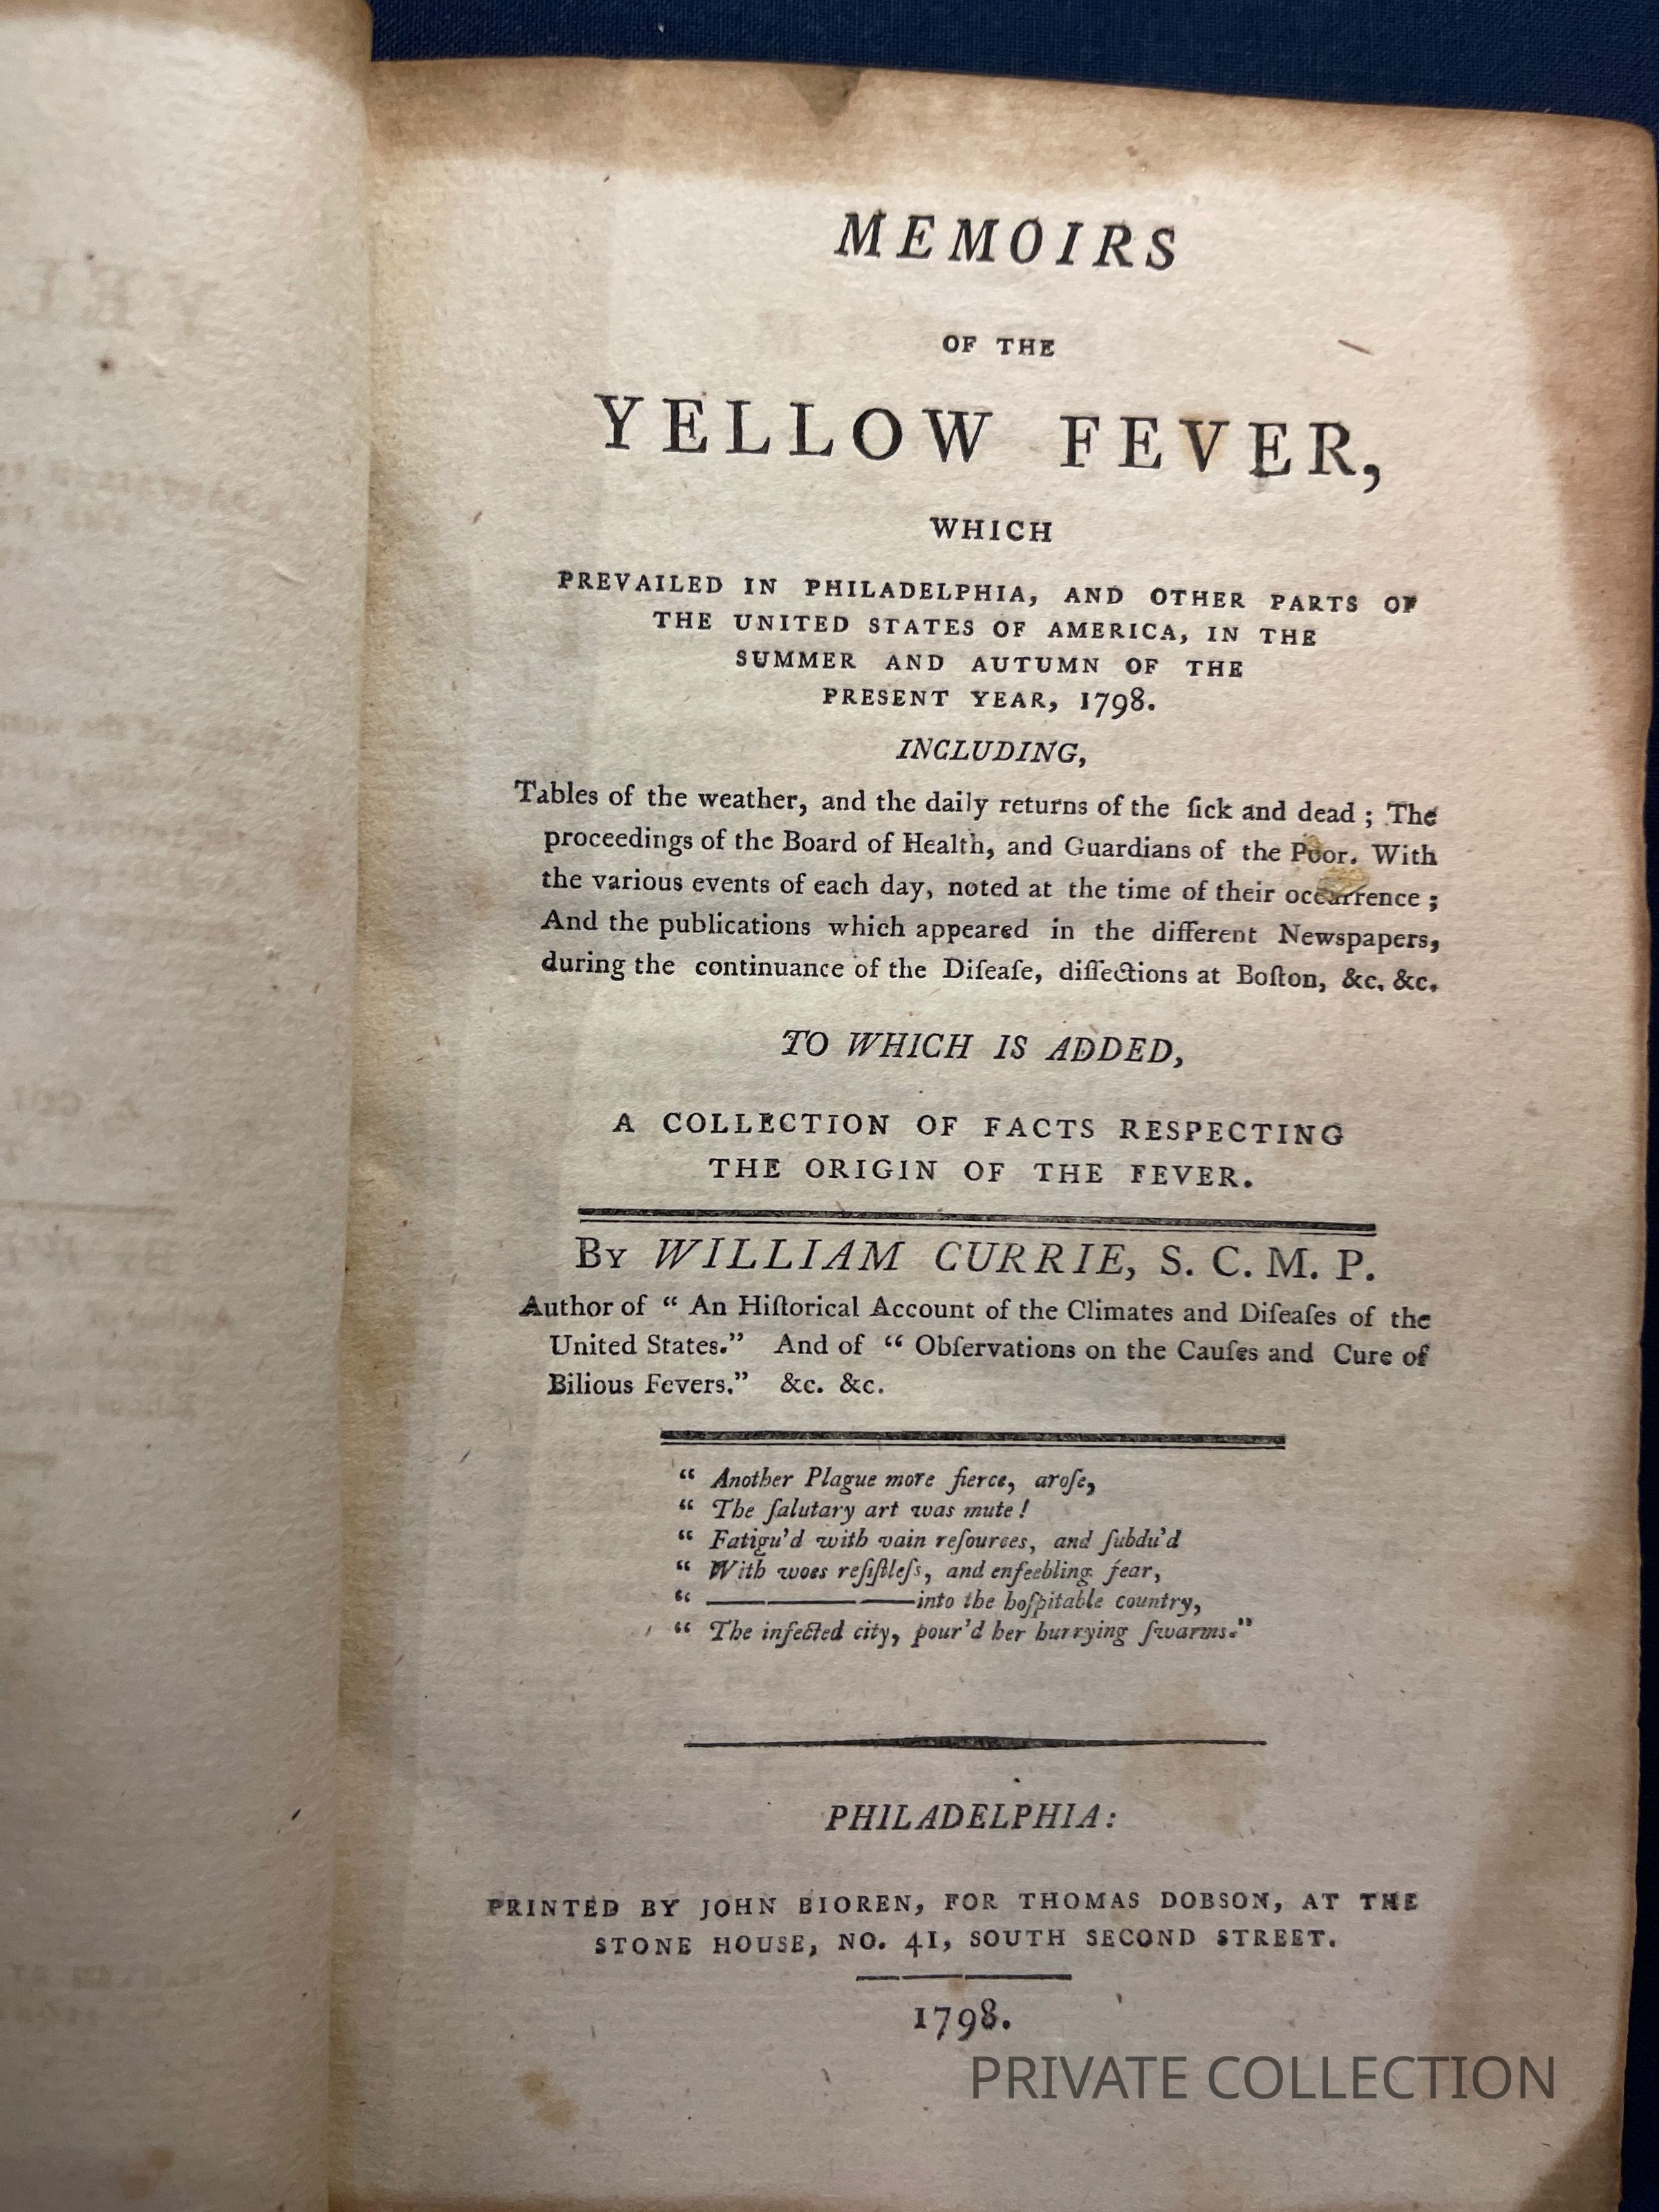 MEMOIRS
OF THE
YELLOW FEVER,
WHICH
PREVAILED IN PHILADELPHIA, AND OTHER PARTS OF
THE UNITED STATES OF AMERICA, IN THE
SUMMER AND AUTUMN OF THE
PRESENT YEAR, 1798.
INCLUDING,
Tables of the weather, and the daily returns of the ſick and dead ; The
proceedings of the Board of Health, and Guardians of the Poor. With
the various events of each day, noted at the time of their occurrence ;
And the publications which appeared in the different Newspapers,
during the continuance of the Diſeaſe, diſſections at Boſton, &c. &c.
TO WHICH IS ADDED,
A COLLECTION OF FACTS RESPECTING
THE ORIGIN OF THE FEVER.
By WILLIAM CURRIE, S. C. M. P.
Author of “ An Hiſtorical Account of the Climates and Diſeaſes of the
United States.” And of “ Obſervations on the Cauſes and Cure of
Bilious Fevers.” &c. &c.
“ Another Plague more fierce, aroſe,
“ The ſalutary art was mute !
“ Fatigu’d with vain reſources, and ſubdu’d
“ With woes reſiſtleſs, and enfeebling fear,
“ ——— ——— ———into the hoſpitable country,
“ The infected city, pour’d her hurrying ſwarms.”
PHILADELPHIA:
PRINTED BY JOHN BIOREN, FOR THOMAS DOBSON, AT THE
STONE HOUSE, NO. 41, SOUTH SECOND STREET.
1798.
PRIVATE COLLECTION